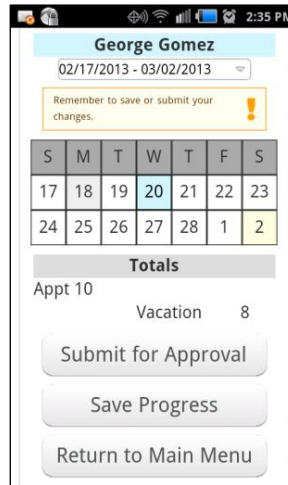 2:35 PM
George Gomez
02/17/2013 - 03/02/2013
Remember to save or submit your
changes.
!
S M T W T F S
17 18 19 20 21 22 23
24 25 26 27 28 1 2
Totals
Appt 10
Vacation 8
Submit for Approval
Save Progress
Return to Main Menu